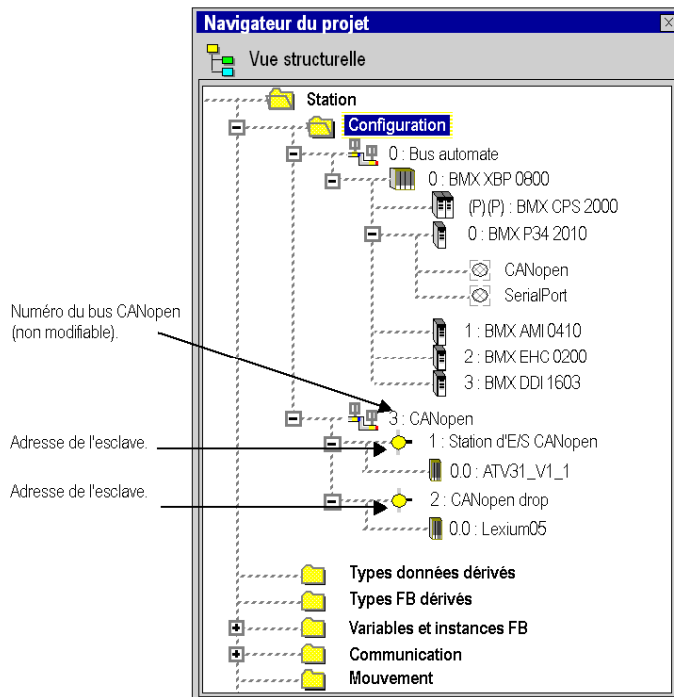 Navigateur du projet
Vue structurelle
Station
Configuration
0 : Bus automate
0 : BMX XBP 0800
(P) (P) : BMX CPS 2000
0 : BMX P34 2010
CANopen
SerialPort
Numéro du bus CANopen
(non modifiable).
1 : BMX AMI 0410
2 : BMX EHC 0200
3 : BMX DDI 1603
3 : CANopen
Adresse de l'esclave.
1 : Station d'E/S CANopen
0.0 : ATV31_V1_1
Adresse de l'esclave.
2 : CANopen drop
0.0 : Lexium05
Types données dérivés
Types FB dérivés
Variables et instances FB
Communication
Mouvement